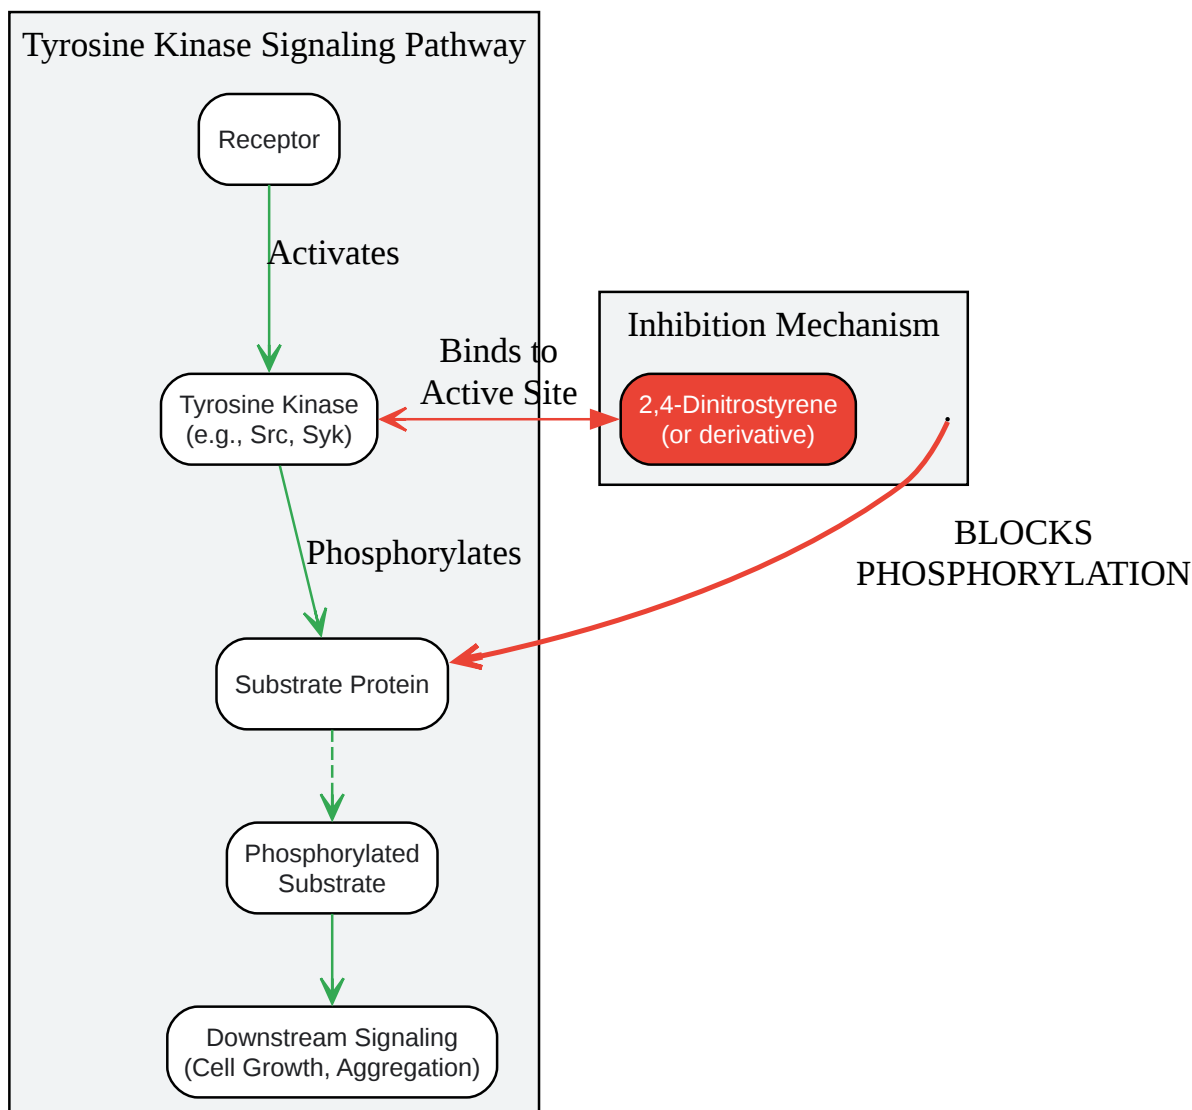 Tyrosine Kinase Signaling Pathway
Receptor
Activates
Inhibition Mechanism
Binds to
Active Site
Tyrosine Kinase
(e.g., Src, Syk)
2,4-Dinitrostyrene
(or derivative)
Phosphorylates
BLOCKS
PHOSPHORYLATION
Substrate Protein
Phosphorylated
Substrate
Downstream Signaling
(Cell Growth, Aggregation)